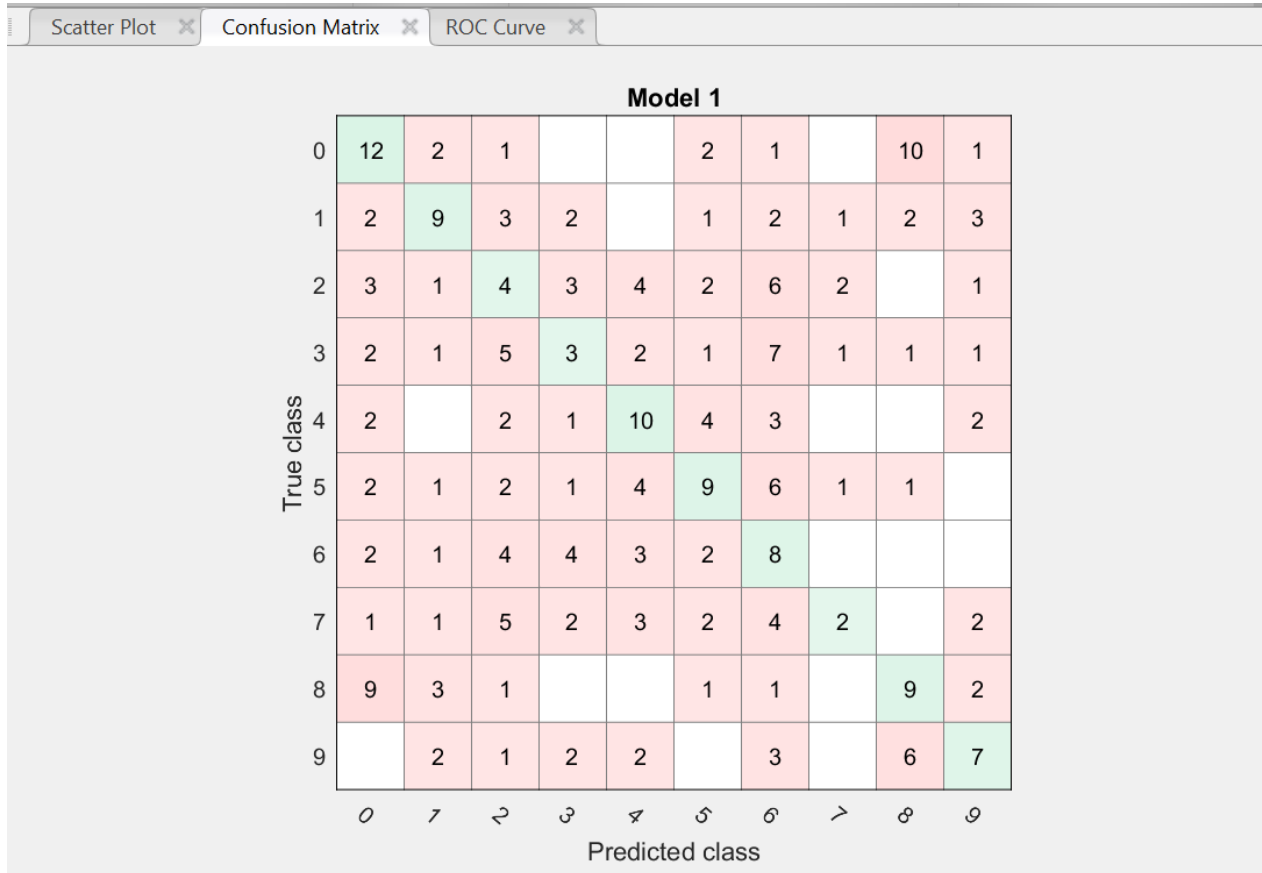 Scatter Plot Confusion Matrix ROC Curve
Model 1
0 12 2 1 2 1 10 1
1 2 9 3 2 1 2 1 2 3
2 3 1 4 3 4 2 6 2 1
3 2 1 5 3 2 1 7 1 1 1
True class
4 2 2 1 10 4 3 2
5 2 1 2 1 4 9 6 1 1
6 2 1 4 4 3 2 8
7 1 1 5 2 3 2 4 2 2
8 9 3 1 1 1 9 2
9 2 1 2 2 3 6 7
0 1 2 3 4 5 6 7 8 9
Predicted class